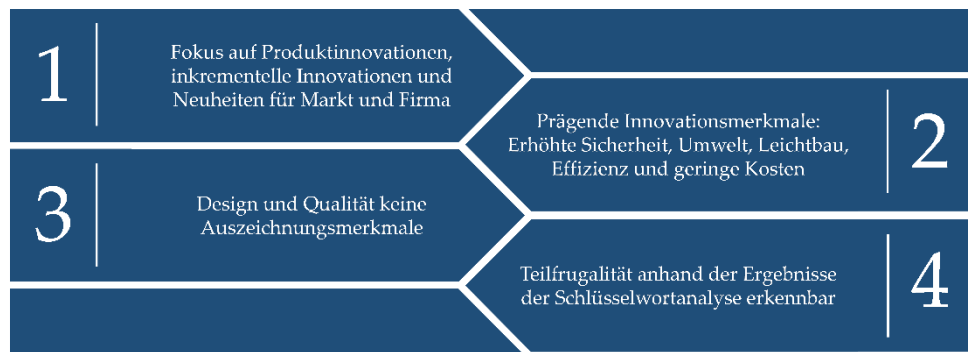 1
Fokus auf Produktinnovationen,
inkrementelle Innovationen und
Neuheiten für Markt und Firma
Prägende Innovationsmerkmale:
Erhöhte Sicherheit, Umwelt, Leichtbau,
Effizienz und geringe Kosten
2
3
Design und Qualität keine
Auszeichnungsmerkmale
Teilfrugalität anhand der Ergebnisse
der Schlüsselwortanalyse erkennbar
4